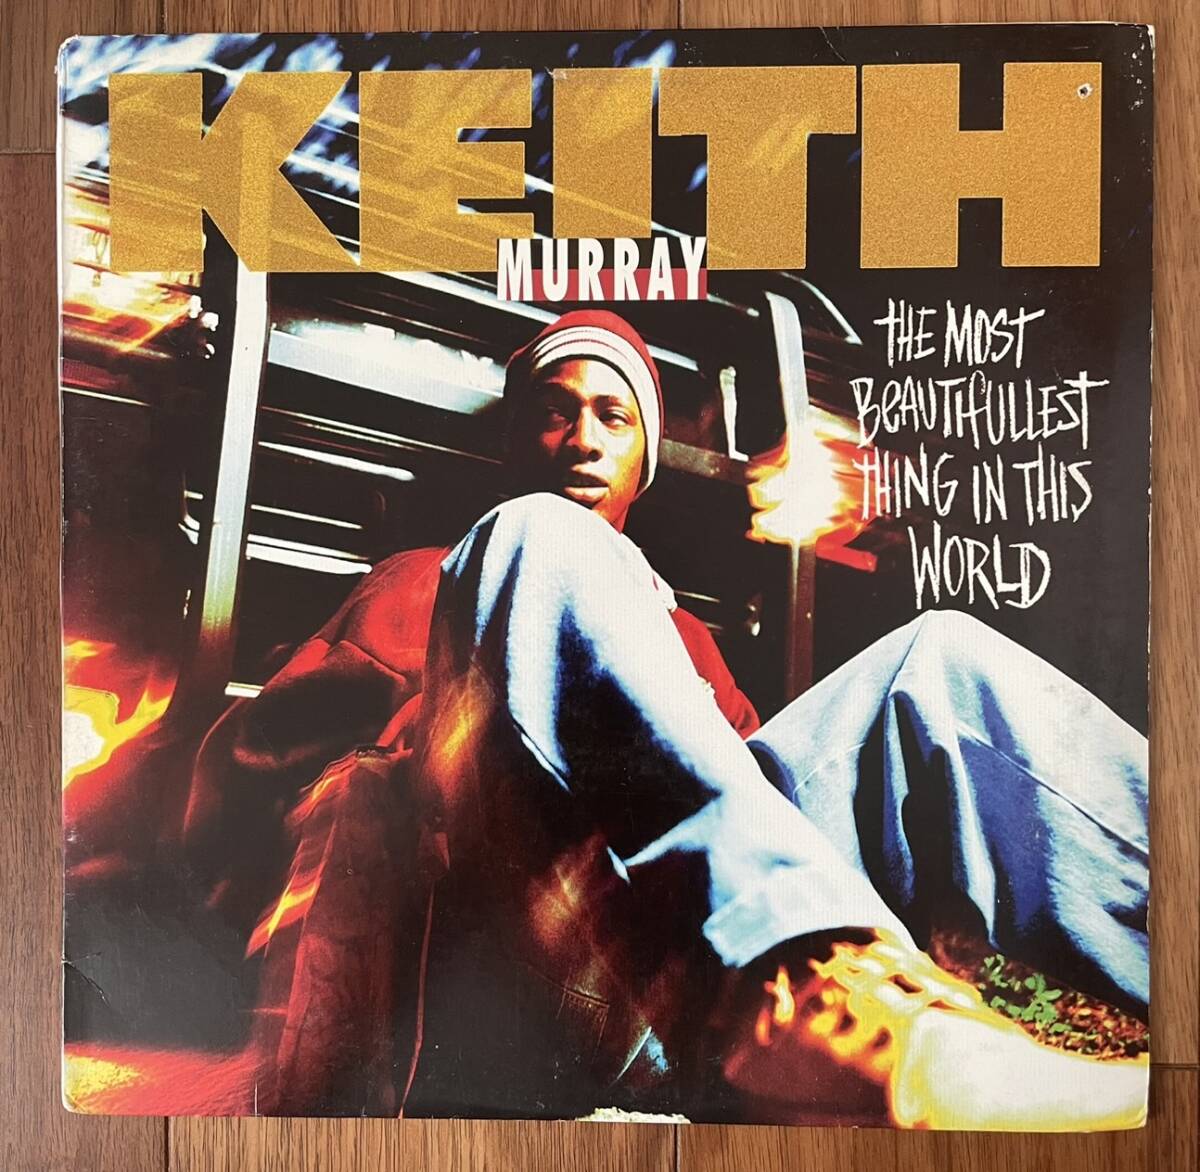 KEITH
MURRAY
THE MOST
BEAUTIFULLEST
THING IN THIS
WORLD